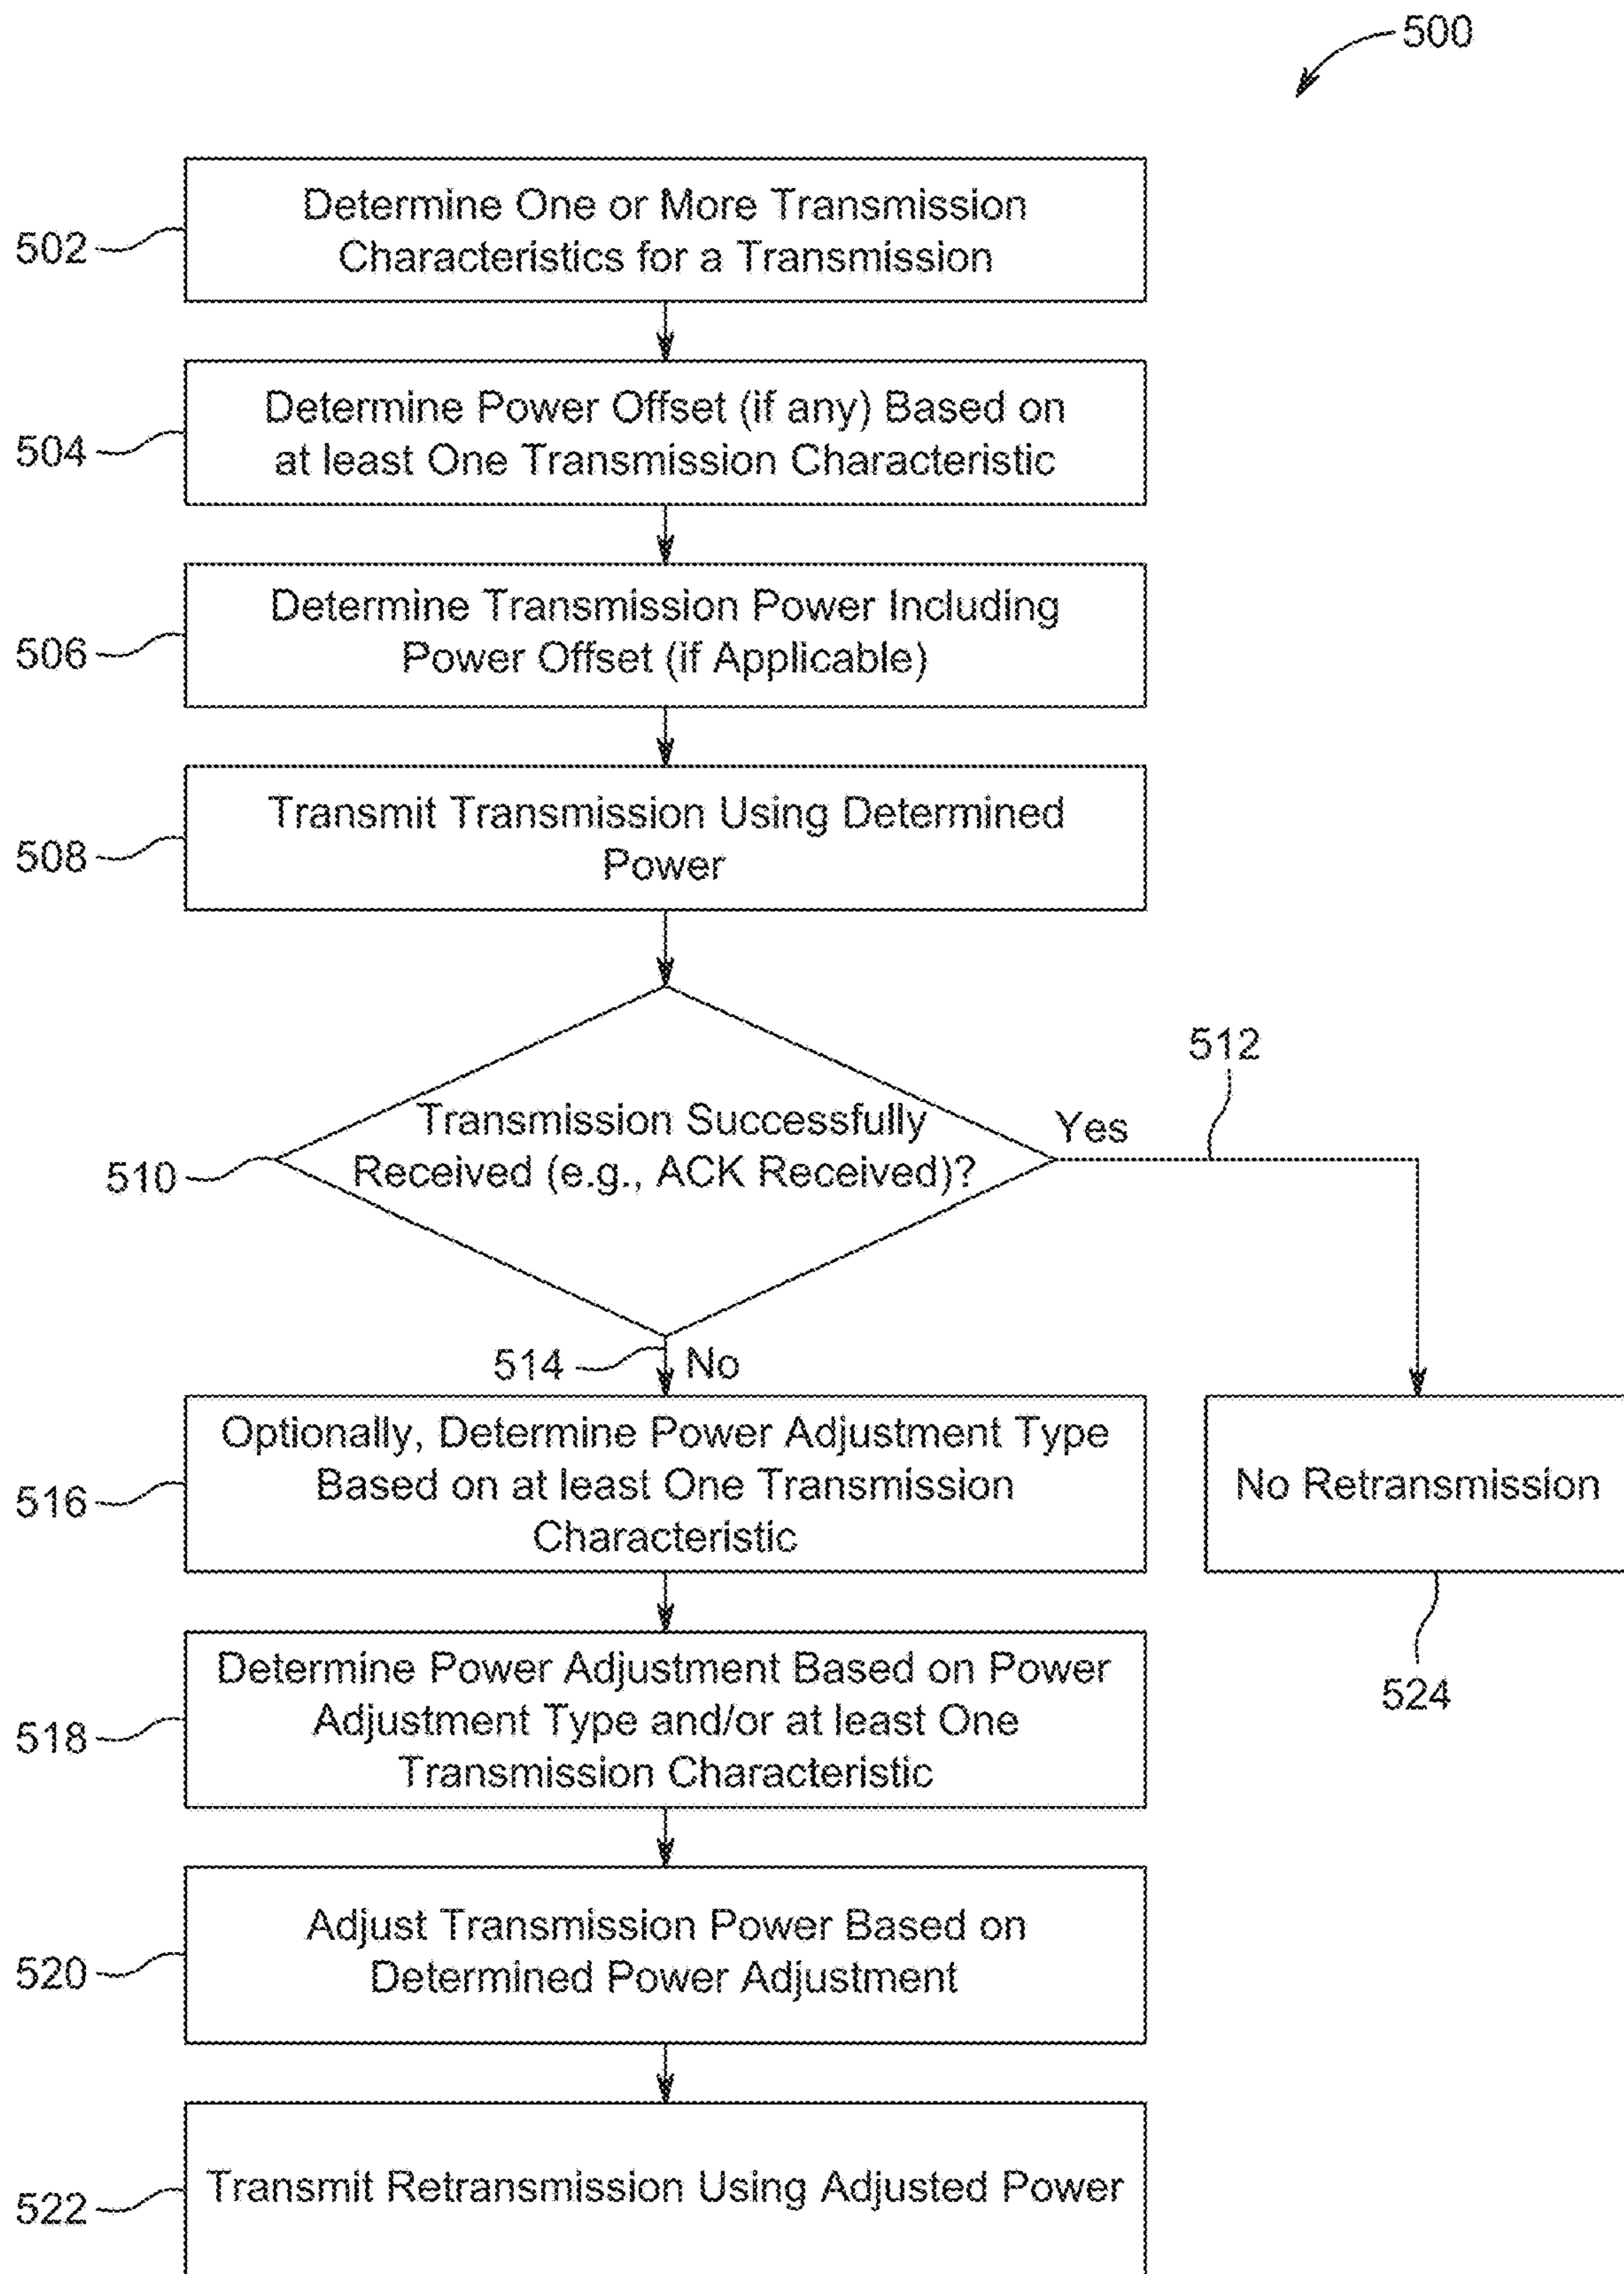 500
502
Determine One or More Transmission
Characteristics for a Transmission
504
Determine Power Offset (if any) Based on
at least One Transmission Characteristic
506
Determine Transmission Power Including
Power Offset (if Applicable)
508
Transmit Transmission Using Determined
Power
510
Transmission Successfully
Received (e.g., ACK Received)?
Yes
512
514
No
516
Optionally, Determine Power Adjustment Type
Based on at least One Transmission
Characteristic
No Retransmission
524
518
Determine Power Adjustment Based on Power
Adjustment Type and/or at least One
Transmission Characteristic
520
Adjust Transmission Power Based on
Determined Power Adjustment
522
Transmit Retransmission Using Adjusted Power